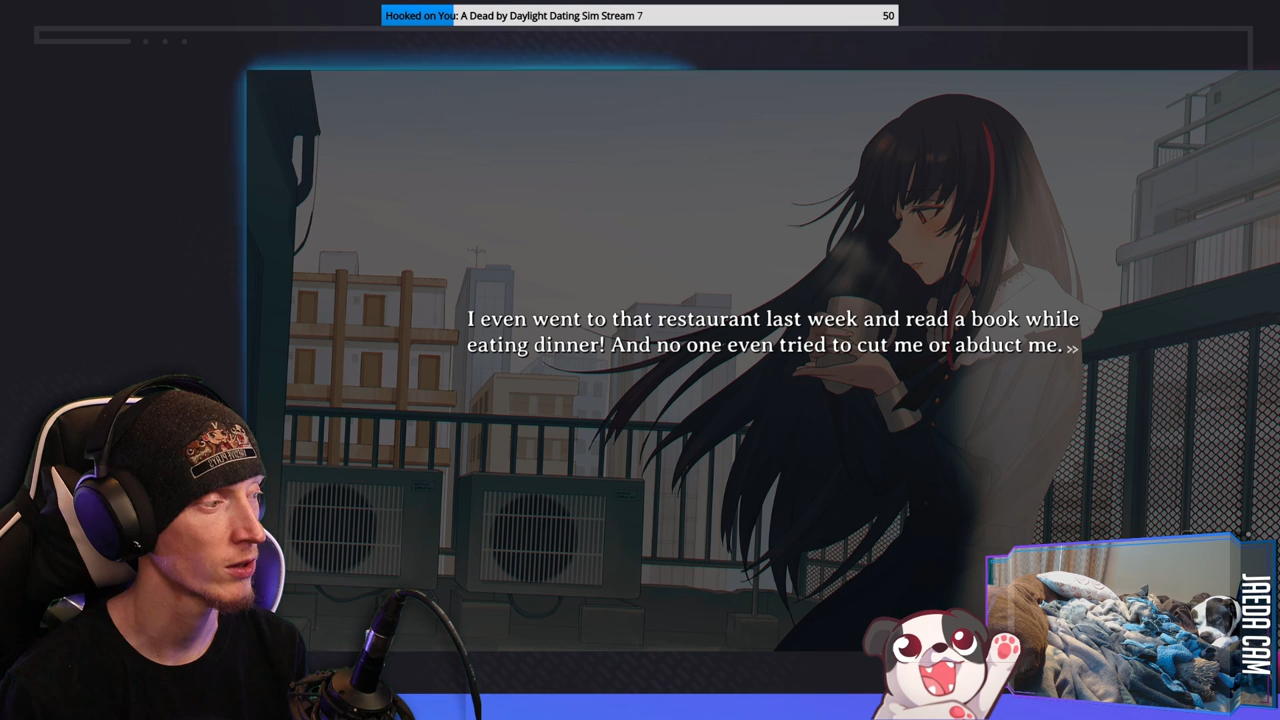 Hooked on You: A Dead by Daylight Dating Sim Stream 7
50
I even went to that restaurant last week and read a book while
eating dinner! And no one even tried to cut me or abduct me. »
JAEDA CAM